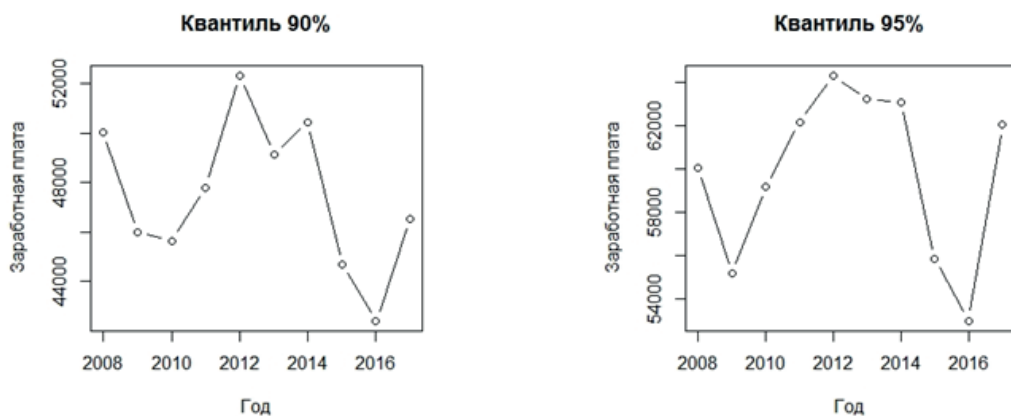 Квантиль 90%
Заработная плата
52000
48000
44000
2008 2010 2012 2014 2016
Год
Квантиль 95%
Заработная плата
62000
58000
54000
2008 2010 2012 2014 2016
Год